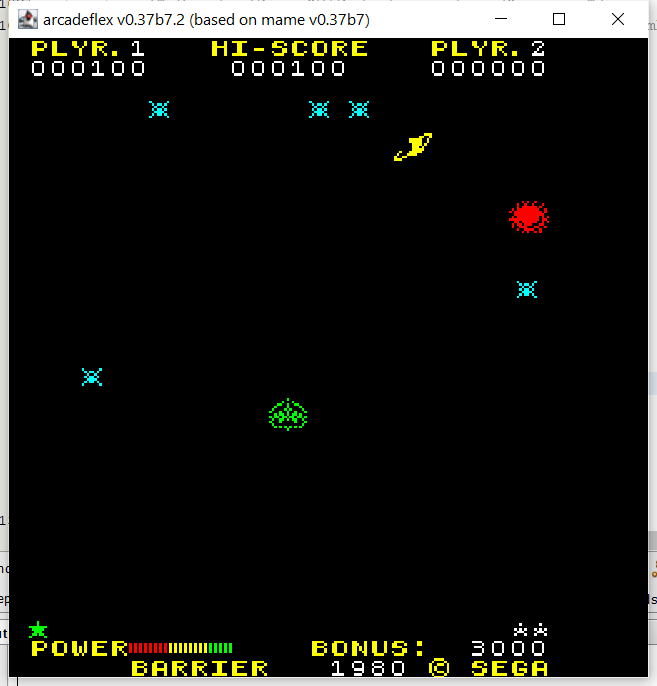 arcadeflex v0.37b7.2 (based on mame v0.37b7)
PLYR. 1 HI-SCORE PLYR. 2
000100 000100 000000
POWER BONUS: 3000
BARRIER 1980 © SEGA